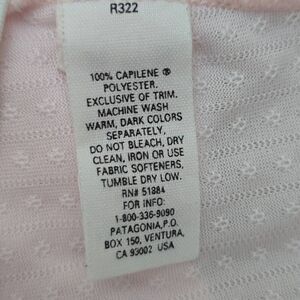 R322
100% CAPILENE ®
POLYESTER.
EXCLUSIVE OF TRIM.
MACHINE WASH
WARM, DARK COLORS
SEPARATELY,
DO NOT BLEACH, DRY
CLEAN, IRON OR USE
FABRIC SOFTENERS,
TUMBLE DRY LOW.
RN# 51884
FOR INFO:
1-800-336-9090
PATAGONIA, P.O.
BOX 150, VENTURA,
CA 93002 USA